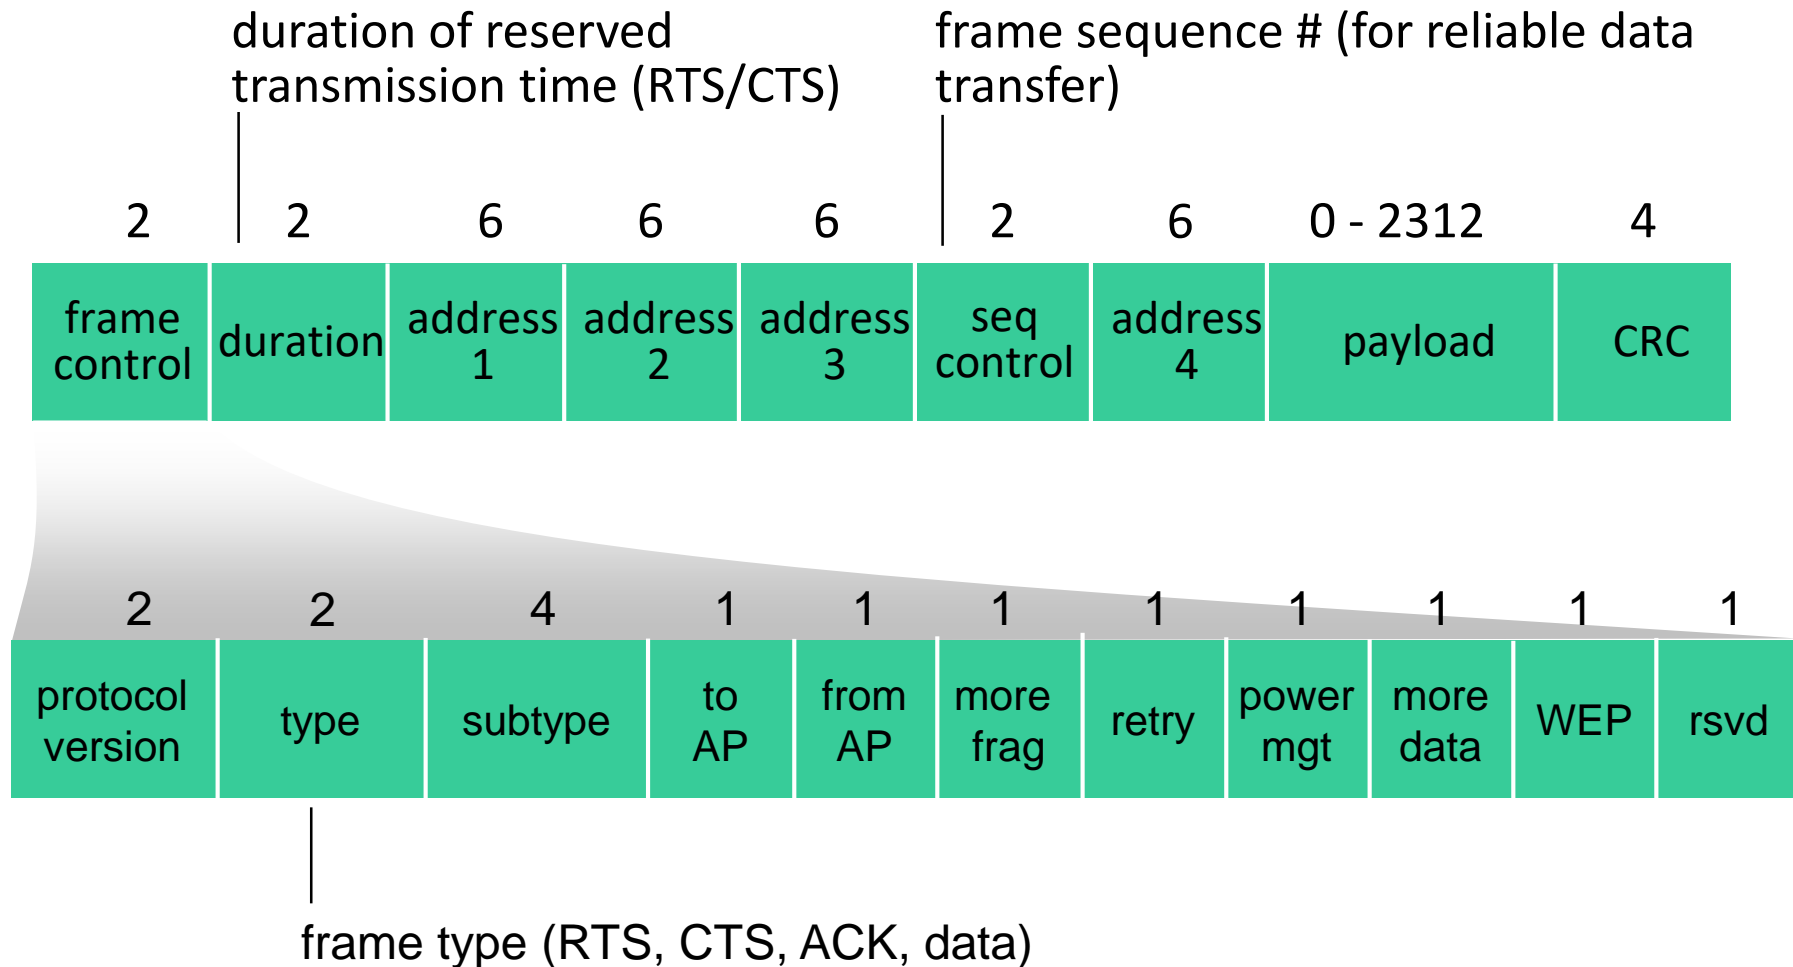 duration of reserved
transmission time (RTS/CTS)
frame sequence # (for reliable data
transfer)
2 2 6 6 6 2 6 0 - 2312 4
frame
control
duration
address
1
address
2
address
3
seq
control
address
4
payload
CRC
2 2 4 1 1 1 1 1 1 1 1
protocol
version
type
subtype
to
AP
from
AP
more
frag
retry
power
mgt
more
data
WEP
rsvd
frame type (RTS, CTS, ACK, data)